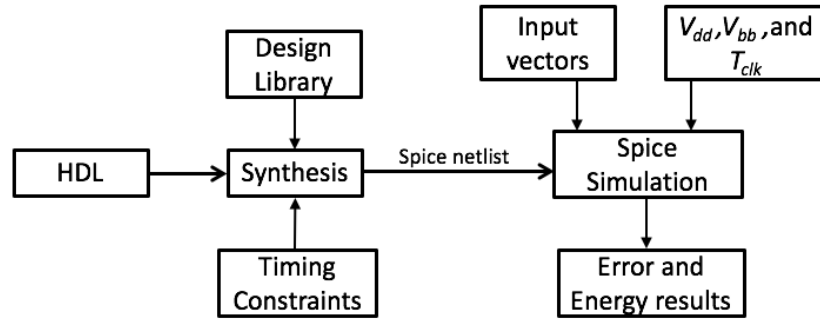 Input
vectors
Vdd,Vbb,and
Tclk
Design
Library
HDL
Synthesis
Spice netlist
Spice
Simulation
Timing
Constraints
Error and
Energy results